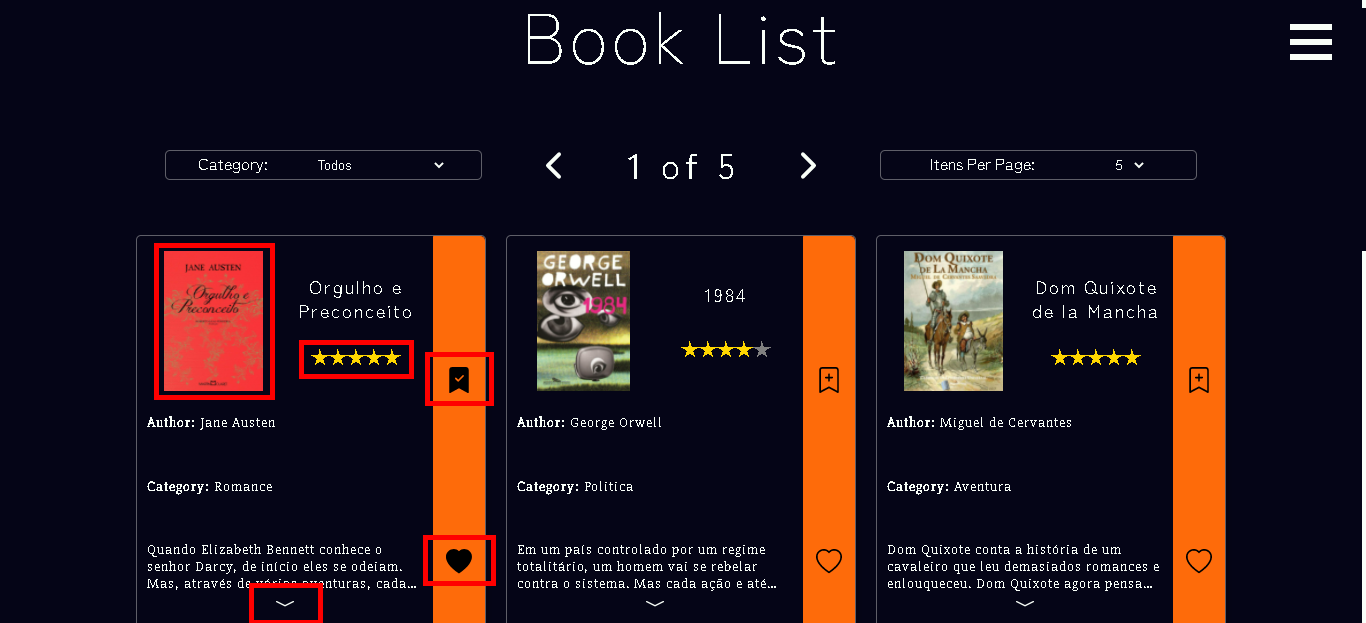 Book List
Category: Todos
1 of 5
Itens Per Page: 5
JANE AUSTEN
Orgulho e
Preconceito
Orgulho e
Preconceito
Author: Jane Austen
Category: Romance
Quando Elizabeth Bennett conhece o
senhor Darcy, de início eles se odeiam.
Mas, através de várias aventuras, cada...
GEORGE
ORWELL
1984
1984
Author: George Orwell
Category: Política
Em um país controlado por um regime
totalitário, um homem vai se rebelar
contra o sistema. Mas cada ação e até...
DOM QUIXOTE
DE LA MANCHA
MIGUEL DE CERVANTES SAAVEDRA
Dom Quixote
de la Mancha
Author: Miguel de Cervantes
Category: Aventura
Dom Quixote conta a história de um
cavaleiro que leu demasiados romances e
enlouqueceu. Dom Quixote agora pensa...